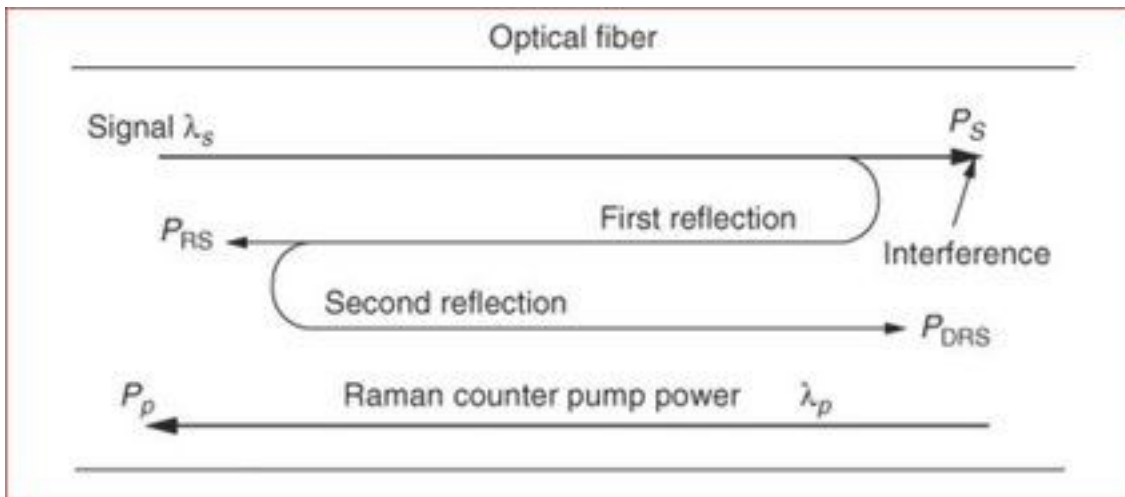 Optical fiber
Signal λs
PS
First reflection
PRS
Interference
Second reflection
PDRS
Pp
Raman counter pump power λp